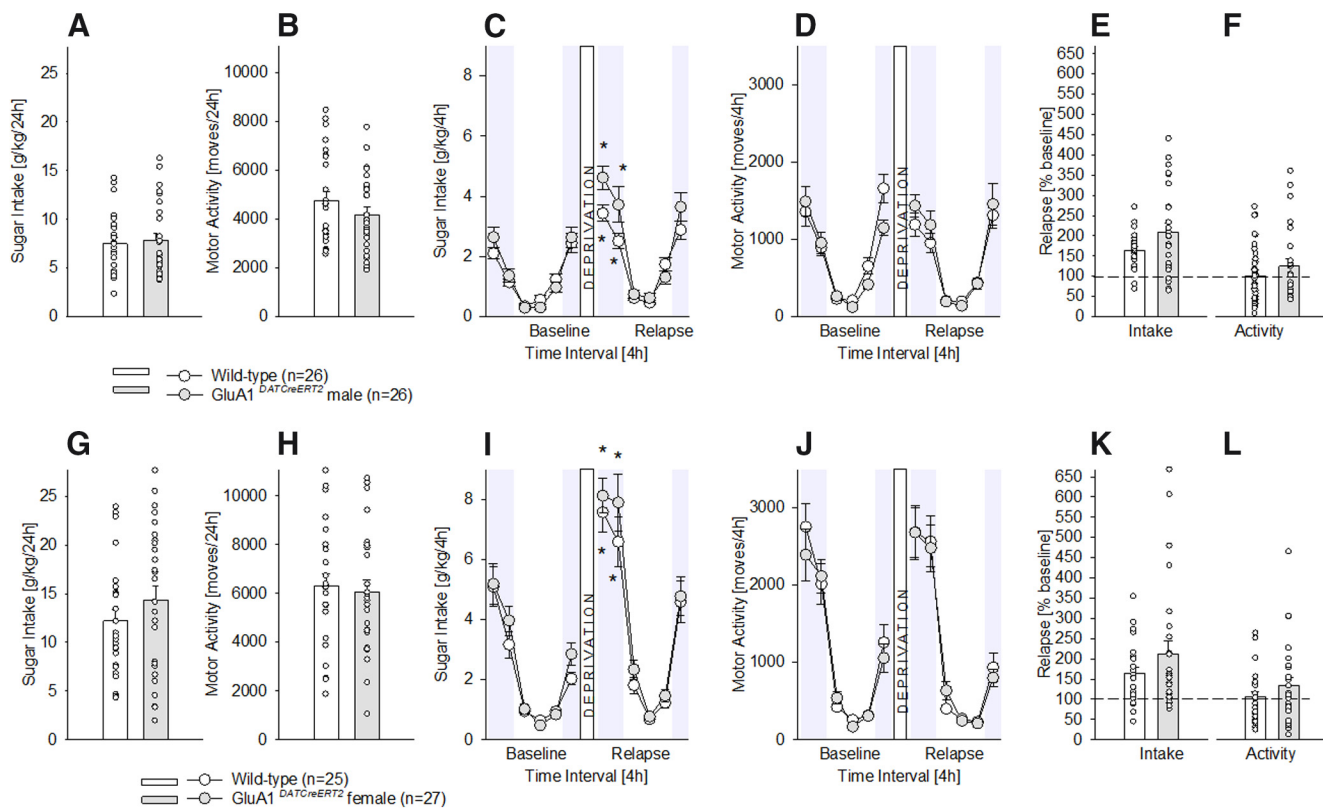 A B C D E F
Sugar Intake [g/kg/24h]
25
20
15
10
5
0
Motor Activity [moves/24h]
10000
8000
6000
4000
2000
0
Sugar Intake [g/kg/4h]
8
6
4
2
0
* *
* *
DEPRIVATION
Baseline Relapse
Time Interval [4h]
Motor Activity [moves/4h]
3000
2000
1000
0
DEPRIVATION
Baseline Relapse
Time Interval [4h]
Relapse [% baseline]
650
600
550
500
450
400
350
300
250
200
150
100
50
0
Intake Activity
Wild-type (n=26)
GluA1 DATCreERT2 male (n=26)
G H I J K L
Sugar Intake [g/kg/24h]
25
20
15
10
5
0
Motor Activity [moves/24h]
10000
8000
6000
4000
2000
0
Sugar Intake [g/kg/4h]
8
6
4
2
0
* *
* *
DEPRIVATION
Baseline Relapse
Time Interval [4h]
Motor Activity [moves/4h]
3000
2000
1000
0
DEPRIVATION
Baseline Relapse
Time Interval [4h]
Relapse [% baseline]
650
600
550
500
450
400
350
300
250
200
150
100
50
0
Intake Activity
Wild-type (n=25)
GluA1 DATCreERT2 female (n=27)